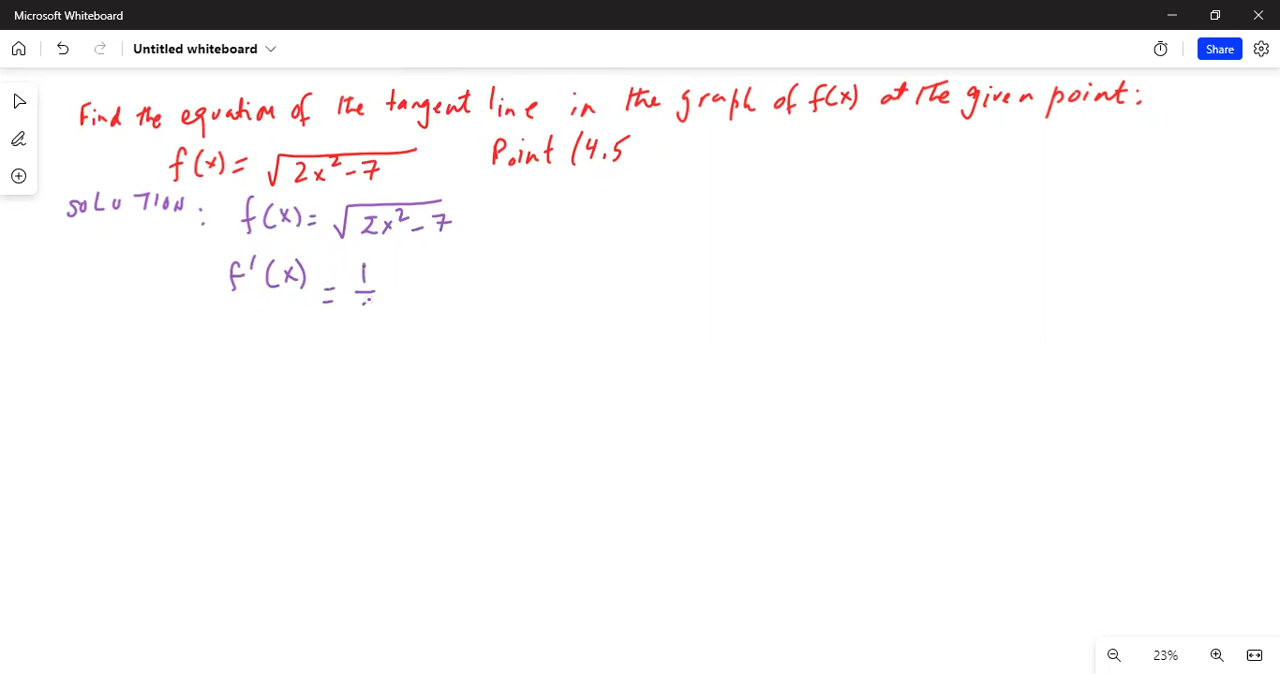 Microsoft Whiteboard
Untitled whiteboard
Share
Find the equation of the tangent line in the graph of f(x) at the given point:
f(x) = √2x² - 7 Point (4.5
SOLUTION: f(x) = √2x² - 7
f'(x) = 1/
23%